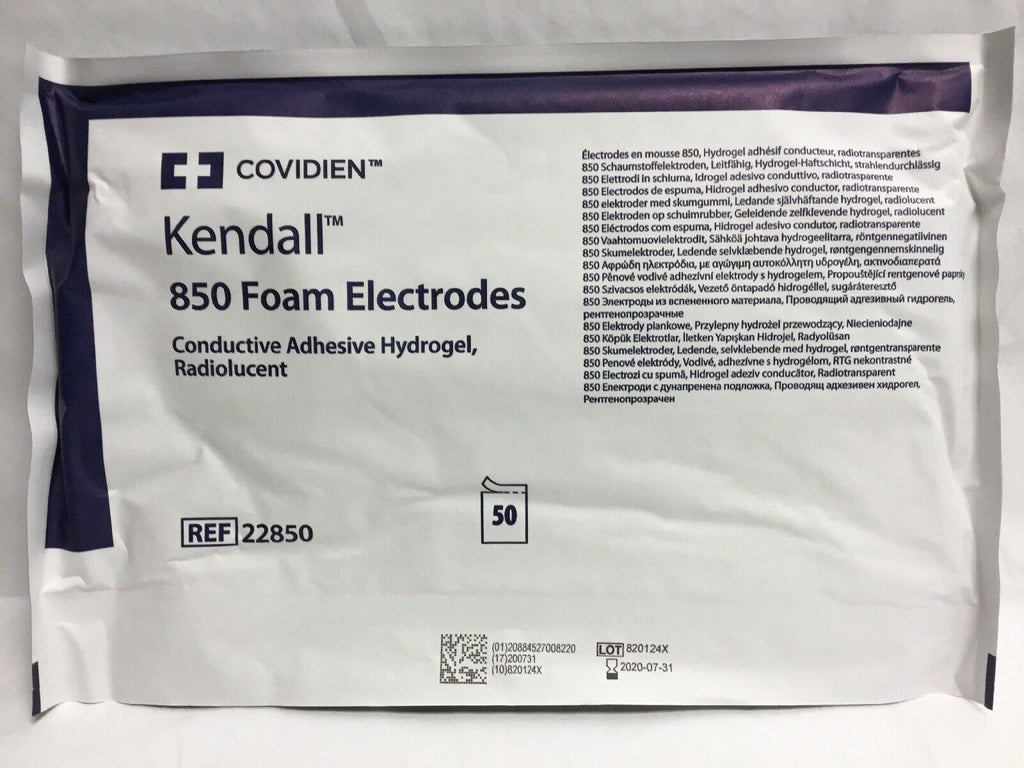 COVIDIEN™
Kendall™
850 Foam Electrodes
Conductive Adhesive Hydrogel,
Radiolucent
Électrodes en mousse 850, Hydrogel adhésif conducteur, radiotransparentes
850 Schaumstoffelektroden, Leitfähig, Hydrogel-Haftschicht, strahlendurchlässig
850 Elettrodi in schiuma, Idrogel adesivo conduttivo, radiotrasparente
850 Electrodos de espuma, Hidrogel adhesivo conductor, radiotransparente
850 elektroder med skumgummi, Ledande självhäftande hydrogel, radiolucent
850 Elektroden op schuimrubber, Geleidende zelfklevende hydrogel, radiolucent
850 Eléctrodos com espuma, Hidrogel adesivo condutor, radiotransparente
850 Vaahtomuovielektrodit, Sähköä johtava hydrogeelitarra, röntgennegatiivinen
850 Skumelektroder, Ledende selvklæbende hydrogel, røntgengennemskinnelig
850 Αφρώδη ηλεκτρόδια, με αγώγιμη αυτοκόλλητη υδρογέλη, ακτινοδιαπερατά
850 Pěnové vodivé adhezívní elektrody s hydrogelem, Propouštějící rentgenové paprsky
850 Szivacsos elektródák, Vezető öntapadó hidrogéllel, sugáráteresztő
850 Электроды из вспененного материала, Проводящий адгезивный гидрогель,
рентгенопрозрачные
850 Elektrody piankowe, Przylepny hydrożel przewodzący, Niecieniodajne
850 Köpük Elektrotlar, İletken Yapışkan Hidrojel, Radyolüsan
850 Skumelektroder, Ledende, selvklebende med hydrogel, røntgentransparente
850 Penové elektródy, Vodivé, adhezívne s hydrogélom, RTG nekontrastné
850 Electrozi cu spumă, Hidrogel adeziv conducător, Radiotransparent
850 Електроди с дунапренена подложка, Проводящ адхезивен хидрогел,
Рентгенопрозрачен
REF 22850
50
(01)20884527008220
(17)200731
(10)820124X
LOT 820124X
2020-07-31